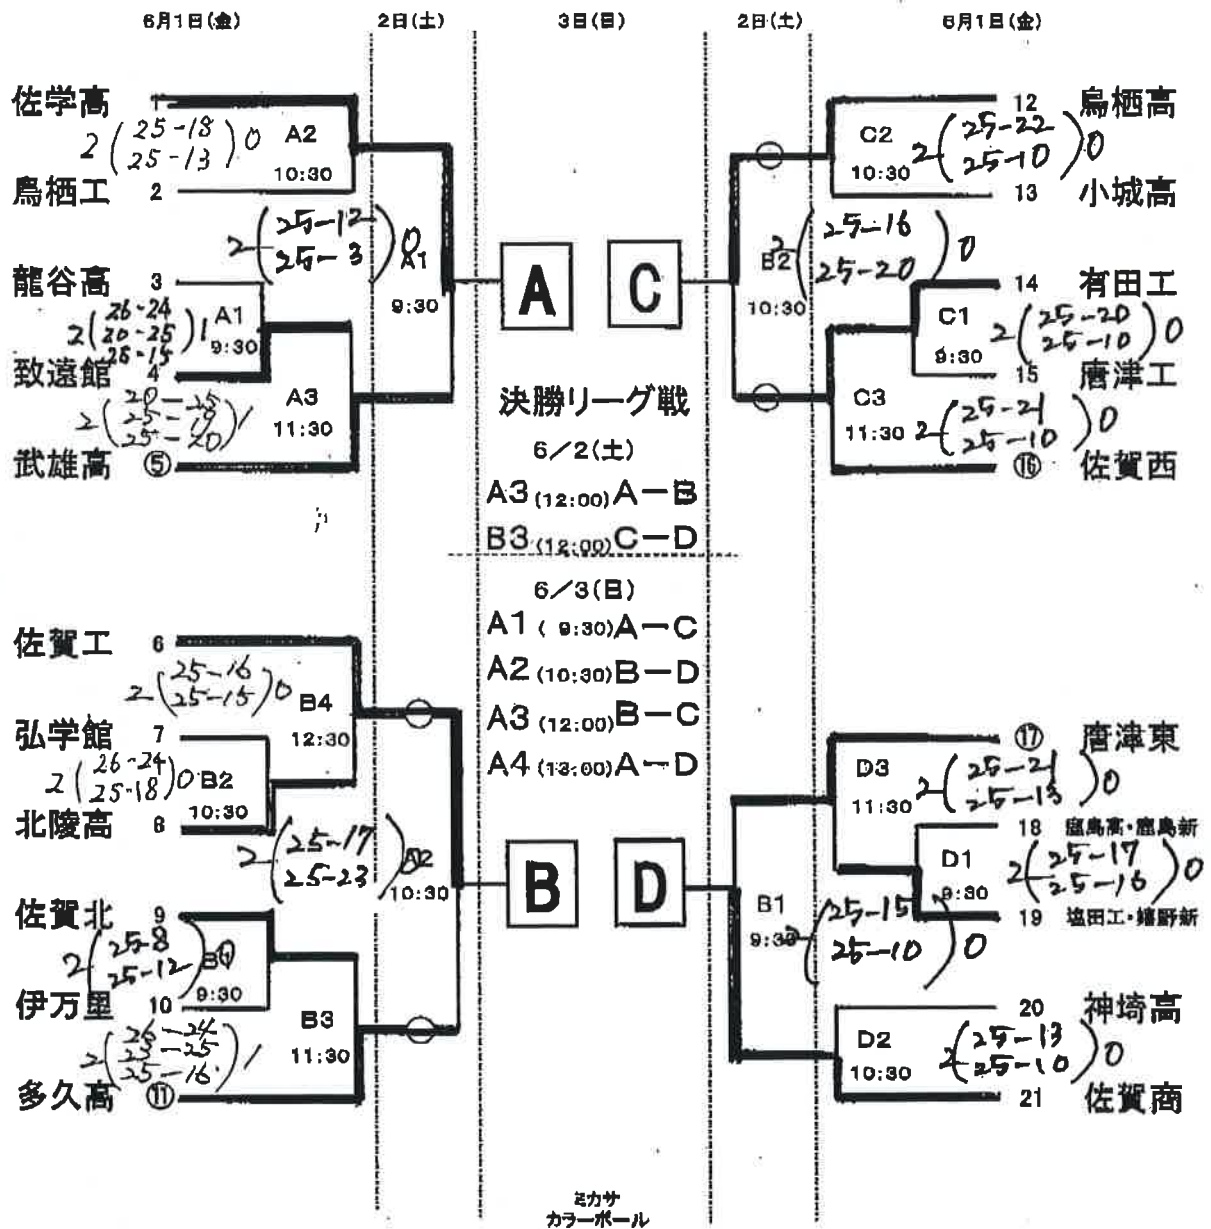 6月1日(金) 2日(土) 3日(日) 2日(土) 6月1日(金)
佐学高 1
2(25-18 25-13)0 A2 10:30
鳥栖工 2
2(25-12 25-3)0 A1 9:30
龍谷高 3
2(26-24 20-25 25-15)1 A1 9:30
致遠館 4
2(20-25 25-19 25-20)1 A3 11:30
武雄高 ⑤
A C
12 鳥栖高
C2 10:30 2(25-22 25-10)0
13 小城高
B2 10:30 2(25-16 25-20)0
14 有田工
C1 9:30 2(25-20 25-10)0
15 唐津工
C3 11:30 2(25-21 25-10)0
⑯ 佐賀西
決勝リーグ戦
6/2(土)
A3(12:00)A-B
B3(12:00)C-D
6/3(日)
A1(9:30)A-C
A2(10:30)B-D
A3(12:00)B-C
A4(13:00)A-D
佐賀工 6
2(25-16 25-15)0 B4 12:30
弘学館 7
2(26-24 25-18)0 B2 10:30
北陵高 8
2(25-17 25-23)0 A2 10:30
佐賀北 9
2(25-8 25-12)0 B1 9:30
伊万里 10
2(26-24 23-25 25-16)1 B3 11:30
多久高 ⑪
B D
⑰ 唐津東
D3 11:30 2(25-21 25-13)0
18 鹿島高・鹿島新
D1 9:30 2(25-17 25-16)0
19 塩田工・嬉野新
B1 9:30 2(25-15 25-10)0
20 神埼高
D2 10:30 2(25-13 25-10)0
21 佐賀商
ミカサ
カラーボール